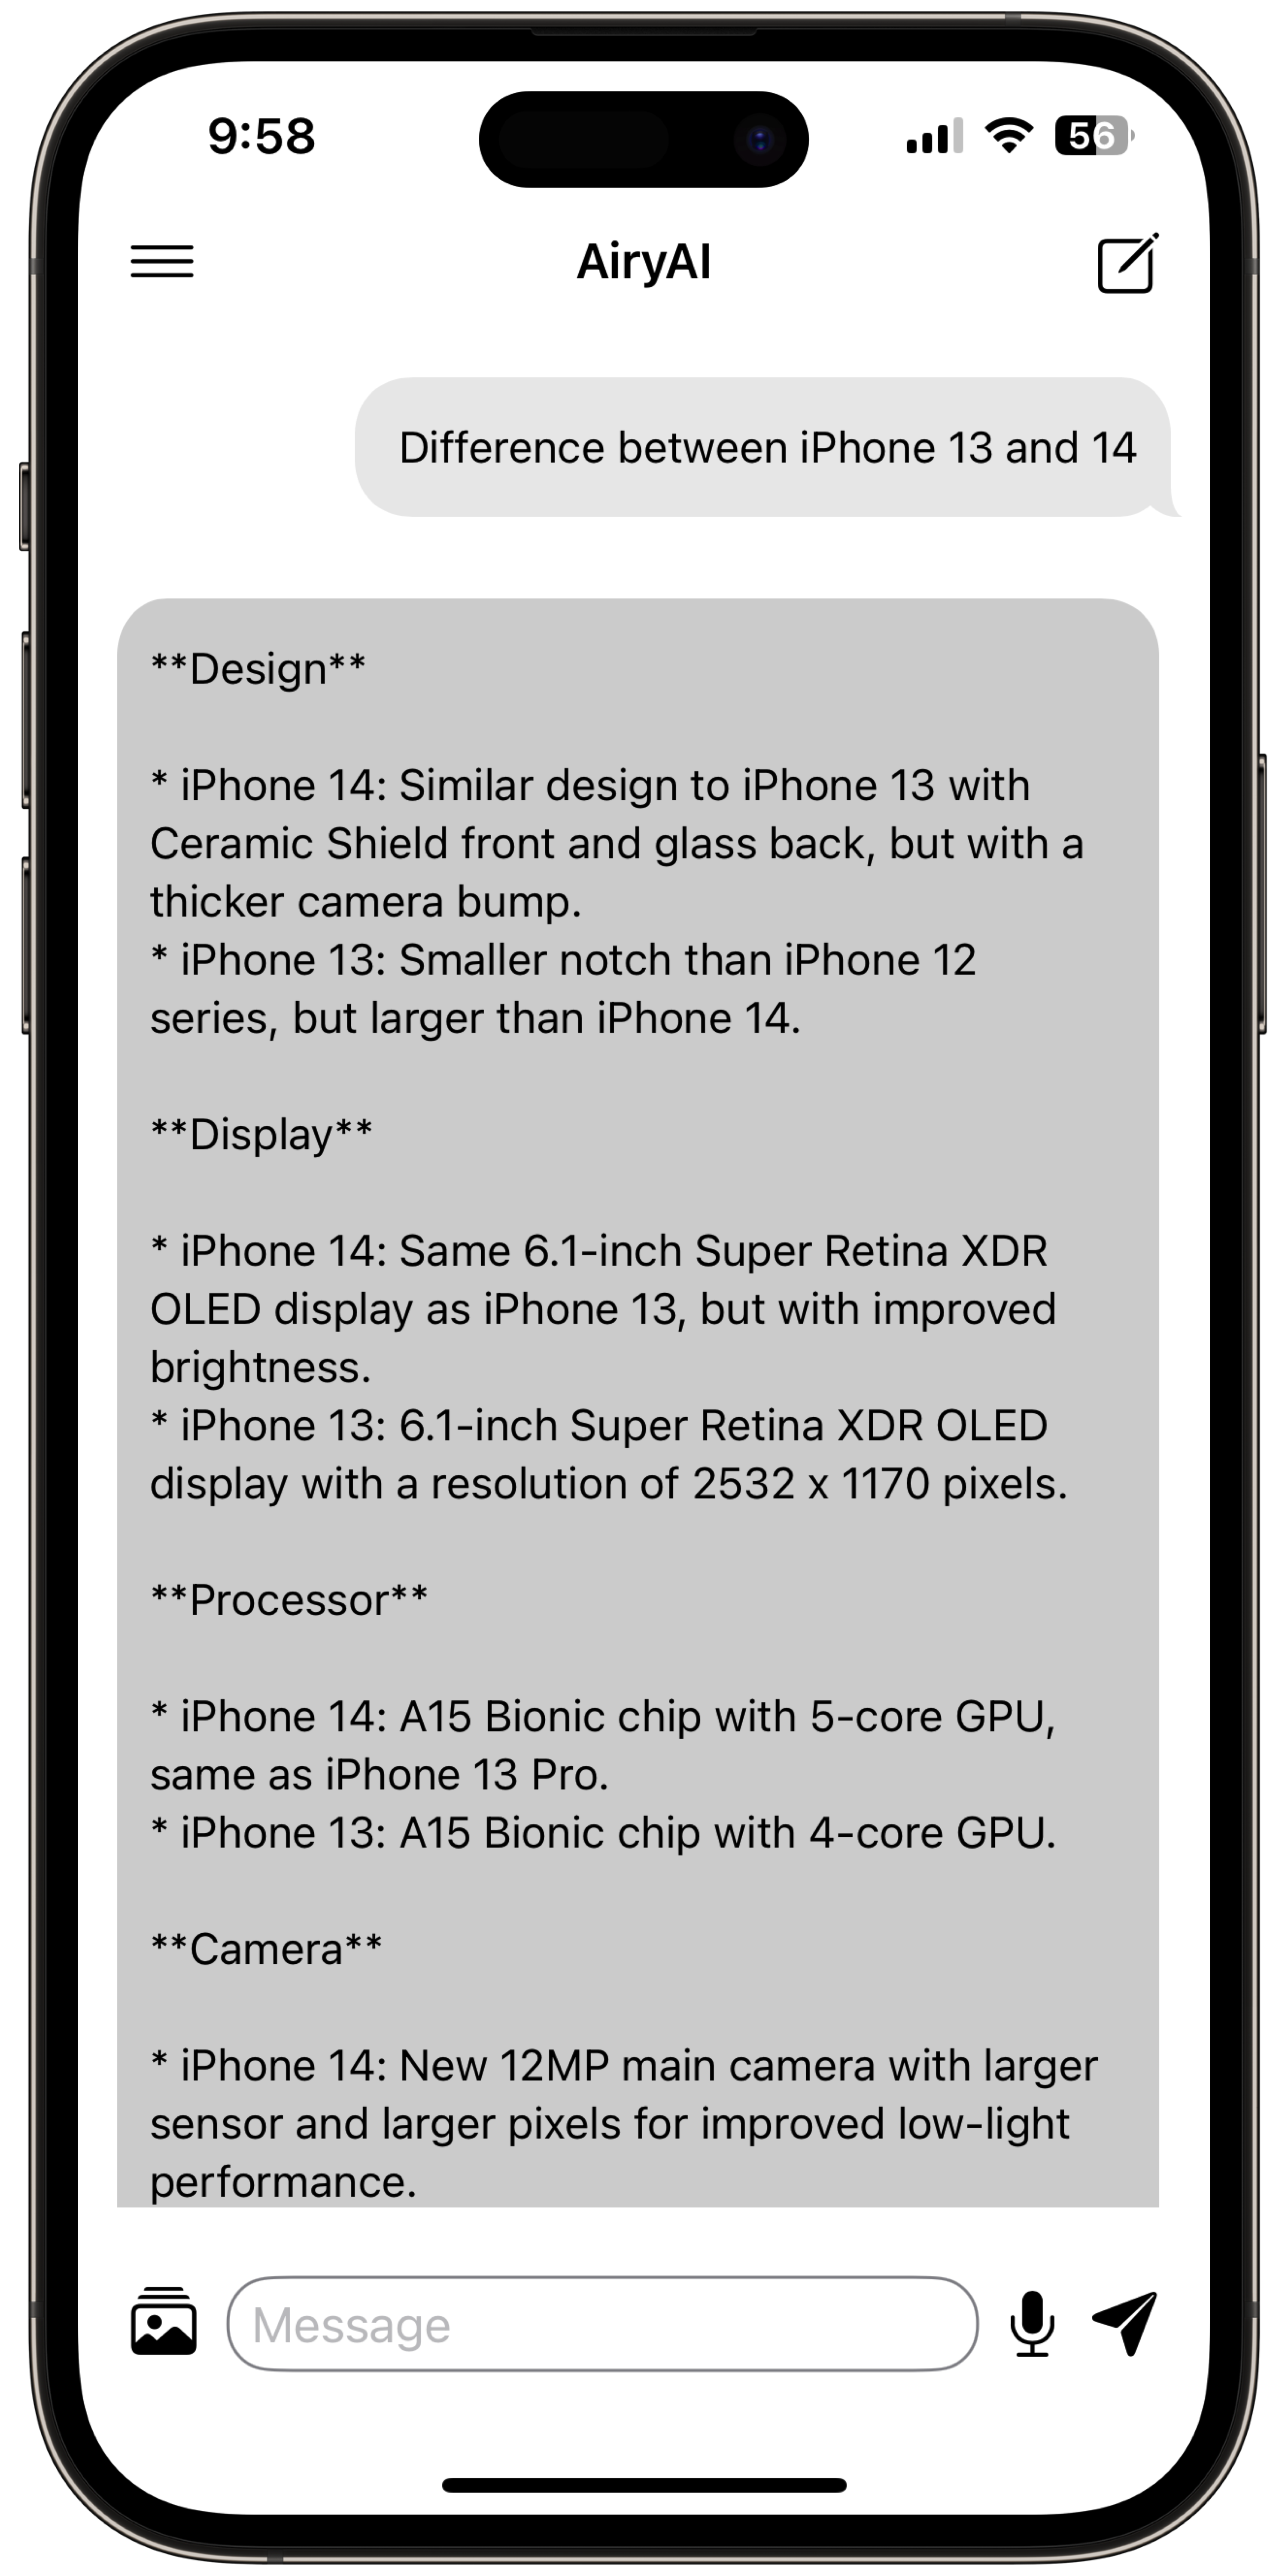 9:58
56
AiryAI
Difference between iPhone 13 and 14
**Design**
* iPhone 14: Similar design to iPhone 13 with
Ceramic Shield front and glass back, but with a
thicker camera bump.
* iPhone 13: Smaller notch than iPhone 12
series, but larger than iPhone 14.
**Display**
* iPhone 14: Same 6.1-inch Super Retina XDR
OLED display as iPhone 13, but with improved
brightness.
* iPhone 13: 6.1-inch Super Retina XDR OLED
display with a resolution of 2532 x 1170 pixels.
**Processor**
* iPhone 14: A15 Bionic chip with 5-core GPU,
same as iPhone 13 Pro.
* iPhone 13: A15 Bionic chip with 4-core GPU.
**Camera**
* iPhone 14: New 12MP main camera with larger
sensor and larger pixels for improved low-light
performance.
Message